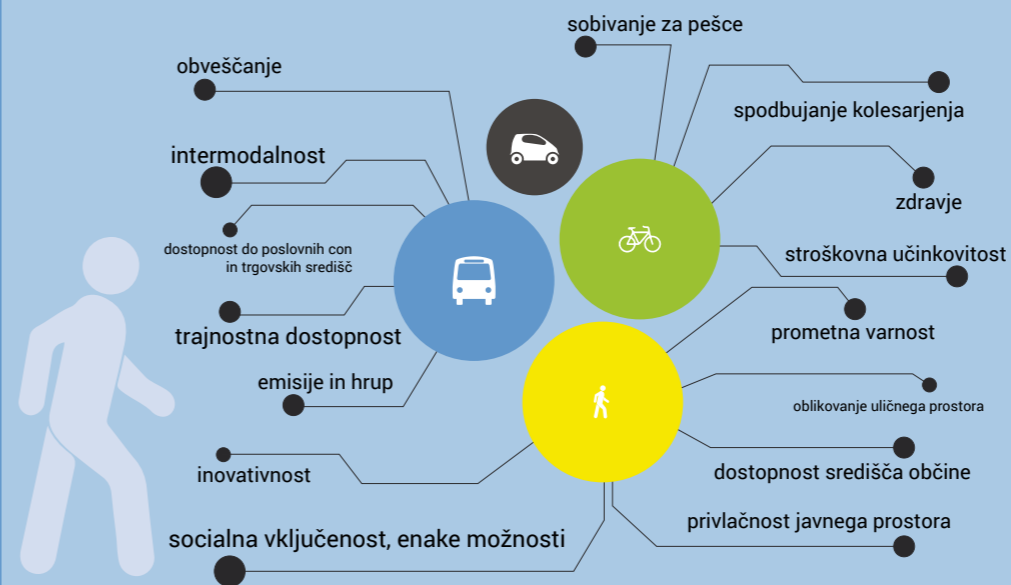 sobivanje za pešce
obveščanje
spodbujanje kolesarjenja
intermodalnost
zdravje
dostopnost do poslovnih con
in trgovskih središč
stroškovna učinkovitost
trajnostna dostopnost
prometna varnost
emisije in hrup
oblikovanje uličnega prostora
inovativnost
dostopnost središča občine
privlačnost javnega prostora
socialna vključenost, enake možnosti